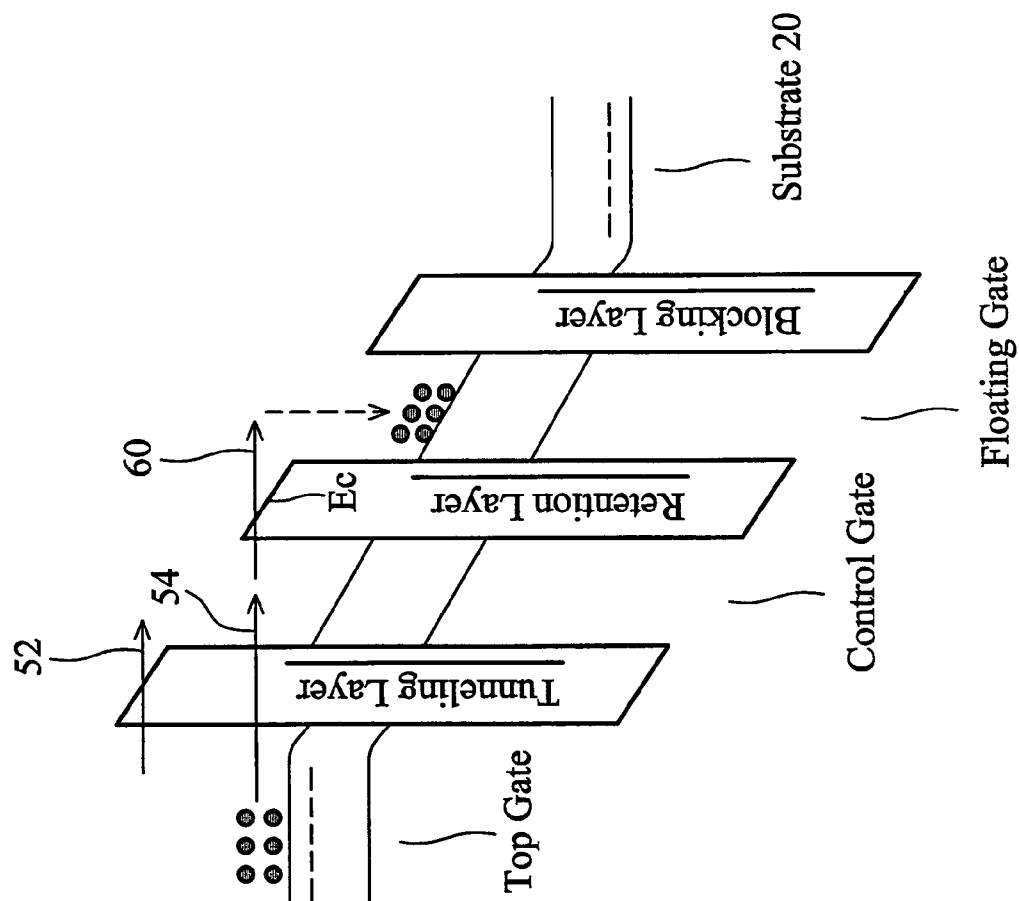 52
54
60
Ec
Tunneling Layer
Retention Layer
Blocking Layer
Top Gate
Control Gate
Floating Gate
Substrate 20